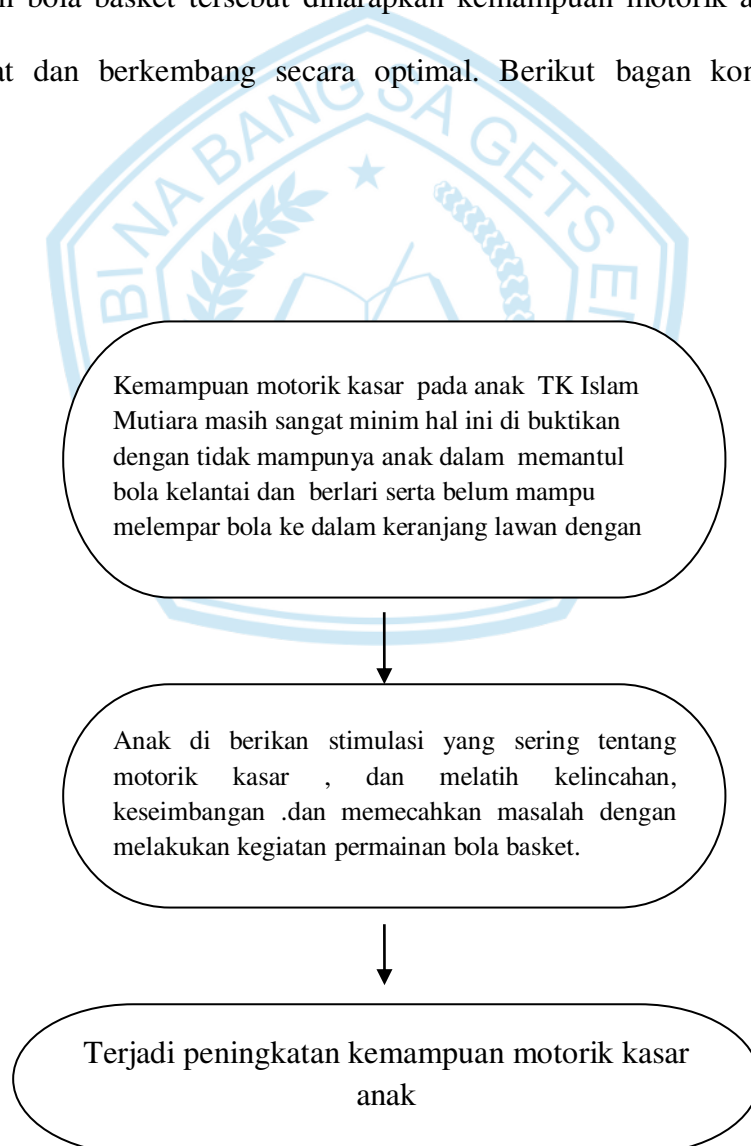 bola basket tersebut diharapkan kemampuan motorik
dan berkembang secara optimal. Berikut bagan
BINA BANGSA GETS
Kemampuan motorik kasar pada anak TK Islam
Mutiara masih sangat minim hal ini di buktikan
dengan tidak mampunya anak dalam memantul
bola kelantai dan berlari serta belum mampu
melempar bola ke dalam keranjang lawan dengan
Anak di berikan stimulasi yang sering tentang
motorik kasar , dan melatih kelincahan,
keseimbangan .dan memecahkan masalah dengan
melakukan kegiatan permainan bola basket.
Terjadi peningkatan kemampuan motorik kasar
anak